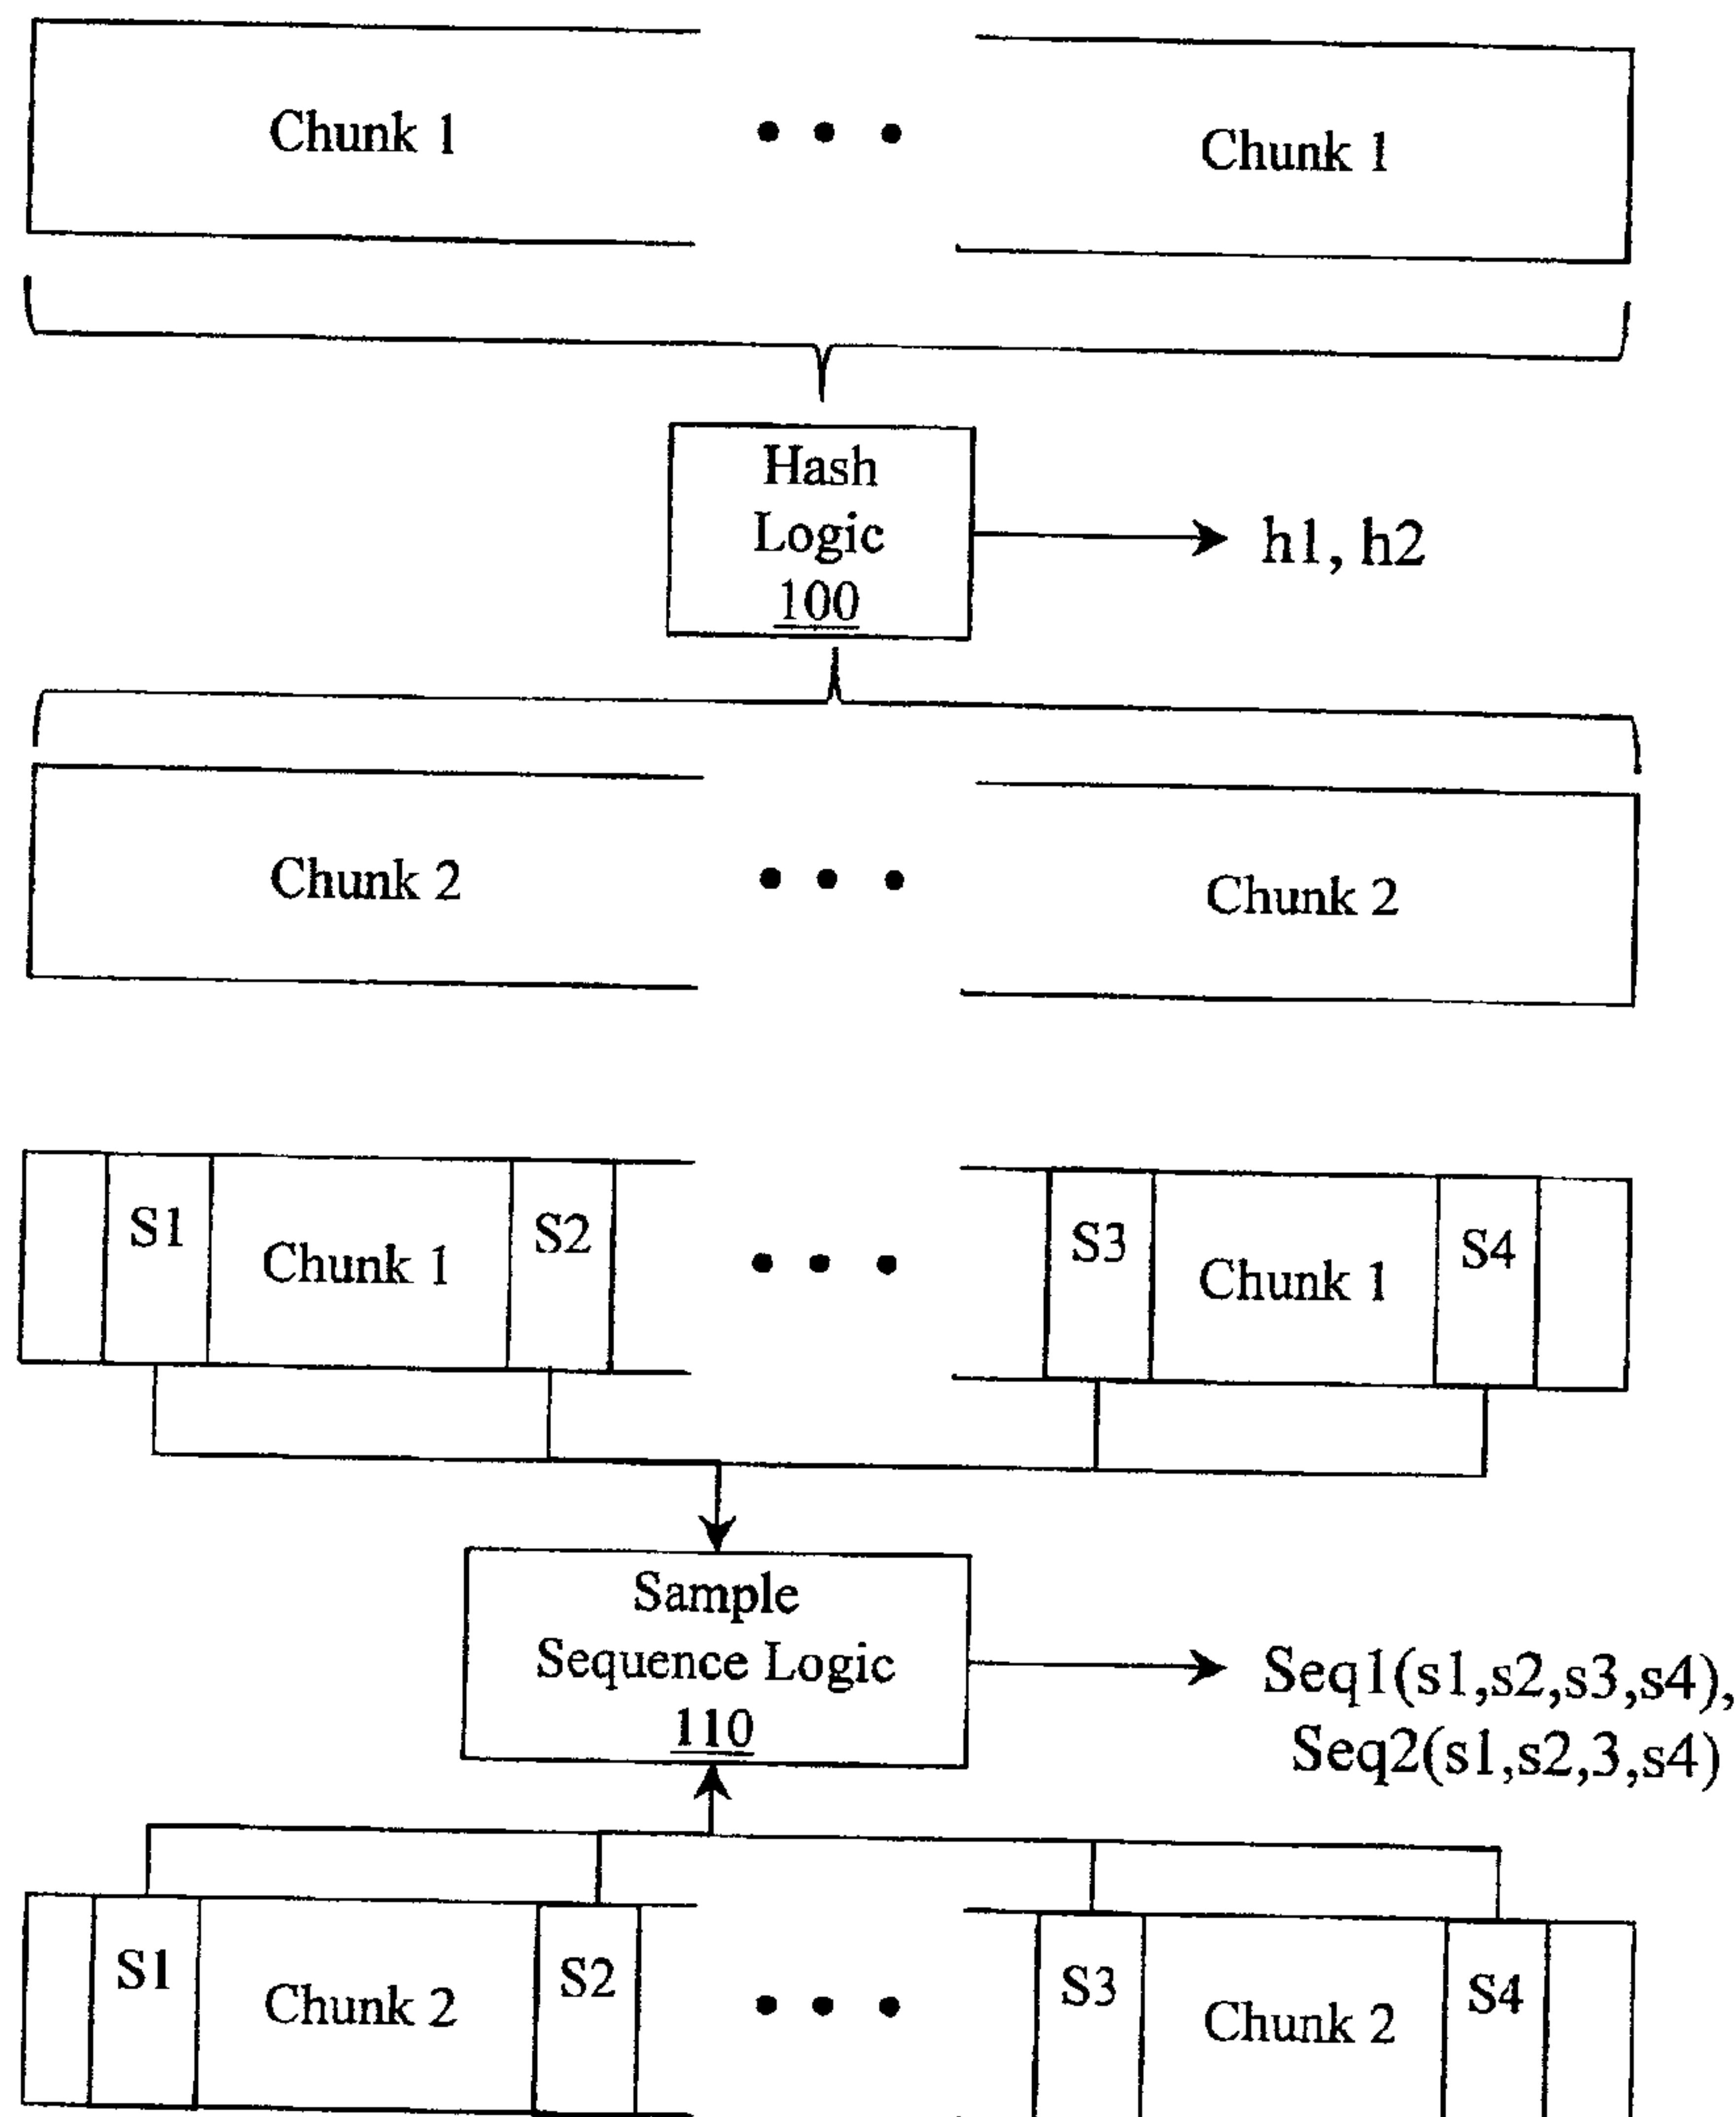 Chunk 1
Chunk 1
Hash
Logic
100
h1, h2
Chunk 2
Chunk 2
S1
Chunk 1
S2
S3
Chunk 1
S4
Sample
Sequence Logic
110
Seq1(s1,s2,s3,s4),
Seq2(s1,s2,3,s4)
S1
Chunk 2
S2
S3
Chunk 2
S4